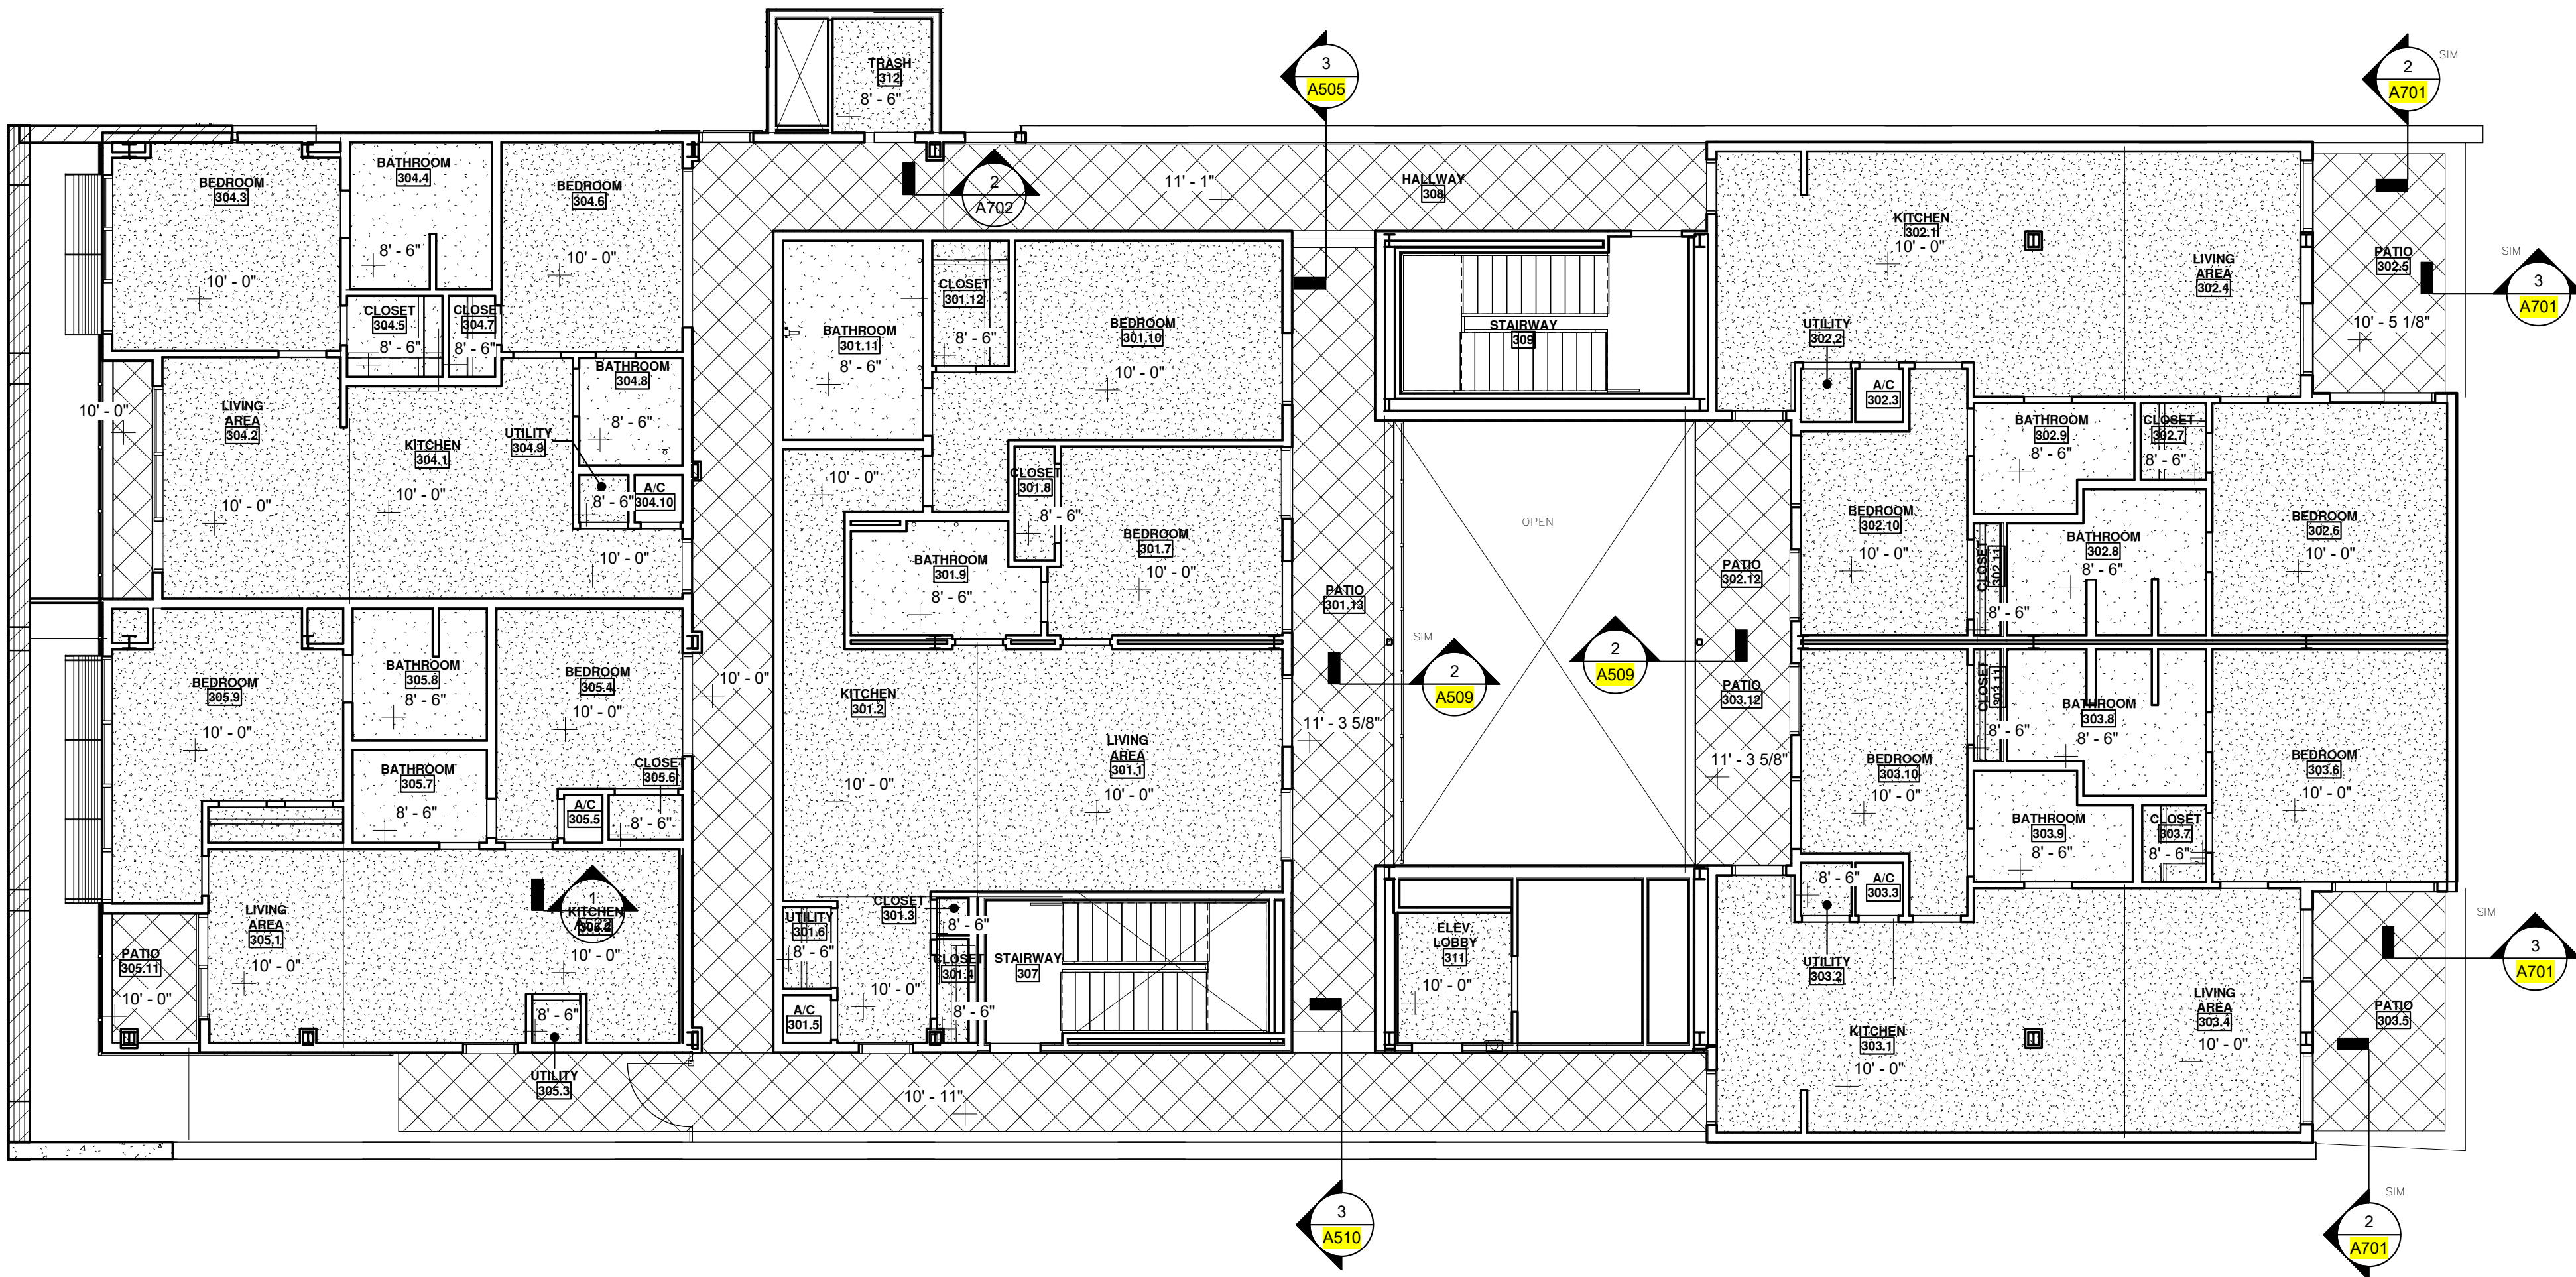 TRASH
312
8' - 6"
3
A505
2
A701
SIM
BEDROOM
304.3
10' - 0"
BATHROOM
304.4
8' - 6"
BEDROOM
304.6
10' - 0"
2
A702
11' - 1"
HALLWAY
308
CLOSET
304.5
8' - 6"
CLOSET
304.7
8' - 6"
BATHROOM
304.8
8' - 6"
10' - 0"
LIVING
AREA
304.2
10' - 0"
KITCHEN
304.1
10' - 0"
UTILITY
304.9
8' - 6"
A/C
304.10
10' - 0"
BATHROOM
301.11
8' - 6"
CLOSET
301.12
8' - 6"
BEDROOM
301.10
10' - 0"
10' - 0"
CLOSET
301.8
8' - 6"
BEDROOM
301.7
10' - 0"
BATHROOM
301.9
8' - 6"
STAIRWAY
309
OPEN
KITCHEN
302.1
10' - 0"
LIVING
AREA
302.4
PATIO
302.5
10' - 5 1/8"
SIM
3
A701
UTILITY
302.2
A/C
302.3
BATHROOM
302.9
8' - 6"
CLOSET
302.7
8' - 6"
BEDROOM
302.10
10' - 0"
CLOSET
302.11
8' - 6"
BATHROOM
302.8
8' - 6"
BEDROOM
302.6
10' - 0"
PATIO
301.13
PATIO
302.12
SIM
2
A509
2
A509
PATIO
303.12
11' - 3 5/8"
11' - 3 5/8"
BEDROOM
305.9
10' - 0"
BATHROOM
305.8
8' - 6"
BEDROOM
305.4
10' - 0"
10' - 0"
BATHROOM
305.7
8' - 6"
CLOSET
305.6
8' - 6"
A/C
305.5
KITCHEN
301.2
10' - 0"
LIVING
AREA
301.1
10' - 0"
CLOSET
303.11
8' - 6"
BATHROOM
303.8
8' - 6"
BEDROOM
303.10
10' - 0"
BEDROOM
303.6
10' - 0"
BATHROOM
303.9
8' - 6"
CLOSET
303.7
8' - 6"
8' - 6"
A/C
303.3
LIVING
AREA
305.1
10' - 0"
1
KITCHEN
10' - 0"
PATIO
305.11
10' - 0"
8' - 6"
UTILITY
305.3
UTILITY
301.6
8' - 6"
CLOSET
301.3
8' - 6"
CLOSET
301.4
8' - 6"
10' - 0"
A/C
301.5
STAIRWAY
307
ELEV.
LOBBY
311
10' - 0"
UTILITY
303.2
KITCHEN
303.1
10' - 0"
LIVING
AREA
303.4
10' - 0"
PATIO
303.5
SIM
3
A701
10' - 11"
3
A510
SIM
2
A701